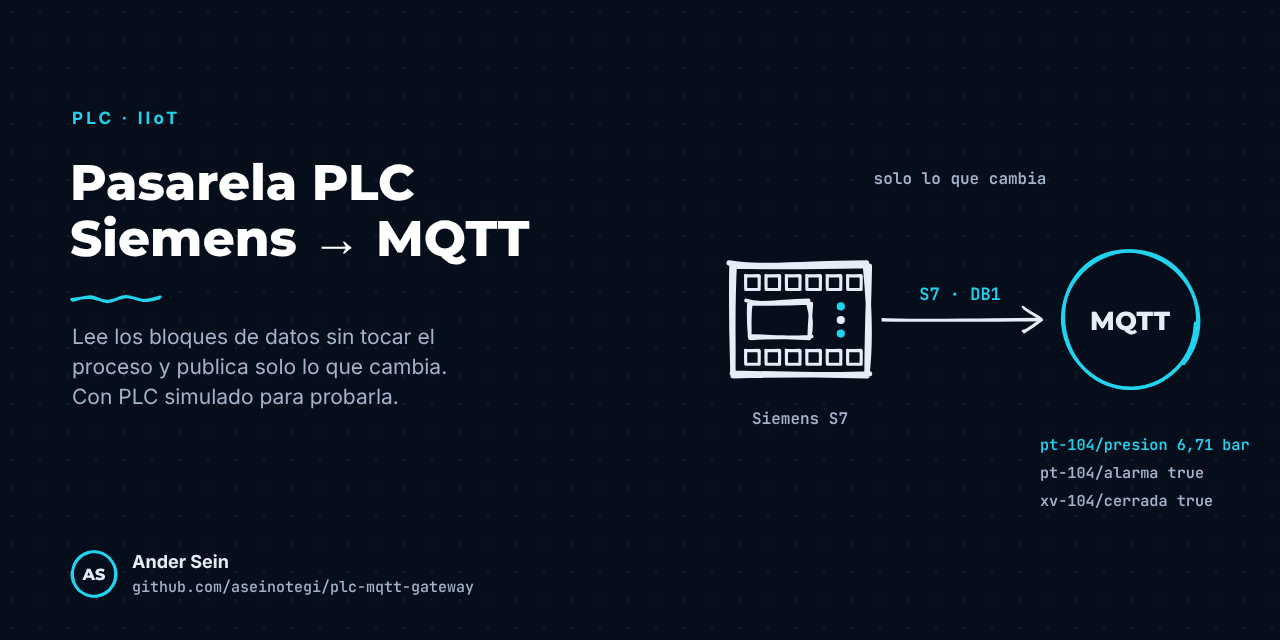 PLC · IIoT
Pasarela PLC
Siemens → MQTT
Lee los bloques de datos sin tocar el
proceso y publica solo lo que cambia.
Con PLC simulado para probarla.
solo lo que cambia
S7 · DB1
MQTT
Siemens S7
pt-104/presion 6,71 bar
pt-104/alarma true
xv-104/cerrada true
AS
Ander Sein
github.com/aseinotegi/plc-mqtt-gateway